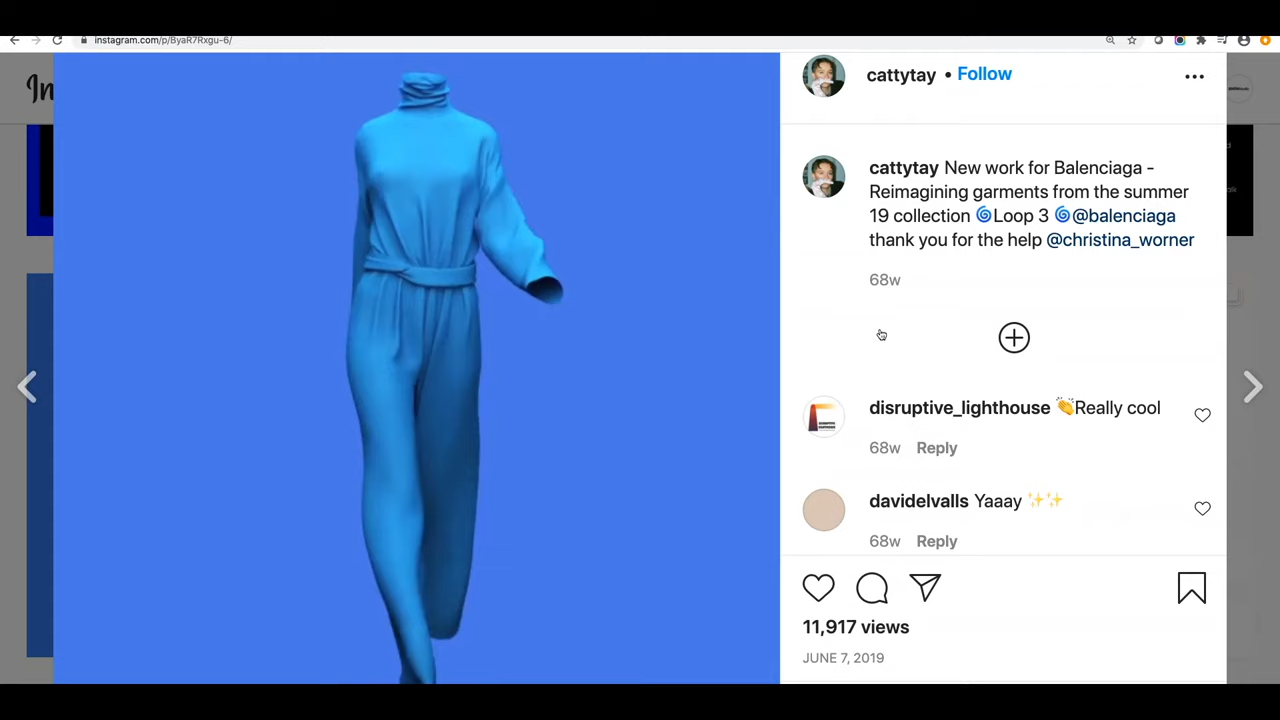 instagram.com/p/ByaR7Rxgu-6/
In
cattytay • Follow
cattytay New work for Balenciaga -
Reimagining garments from the summer
19 collection 🌀Loop 3 🌀@balenciaga
thank you for the help @christina_worner
68w
disruptive_lighthouse 👏Really cool
68w Reply
davidelvalls Yaaay ✨✨
68w Reply
11,917 views
JUNE 7, 2019